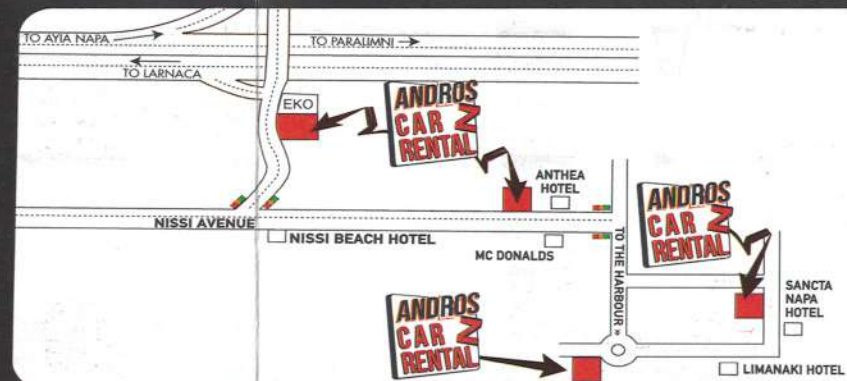 TO AYIA NAPA
TO PARALIMNI
TO LARNACA
EKO
ANDROS
CAR
RENTAL
ANTHEA
HOTEL
ANDROS
CAR
RENTAL
NISSI AVENUE
NISSI BEACH HOTEL
MC DONALDS
TO THE HARBOUR »
SANCTA
NAPA
HOTEL
ANDROS
CAR
RENTAL
LIMANAKI HOTEL